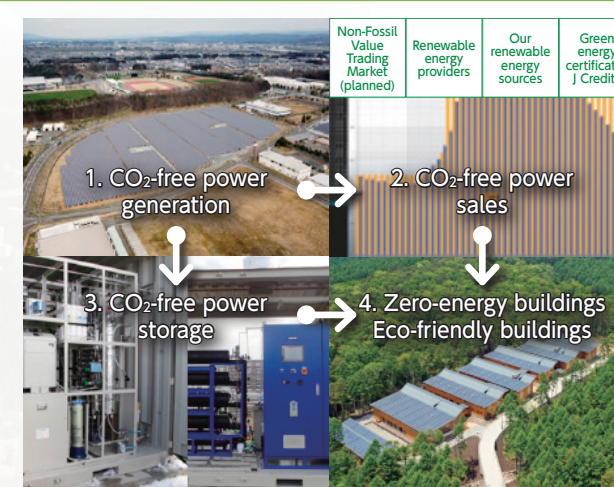 Non-Fossil
Value
Trading
Market
(planned)
Renewable
energy
providers
Our
renewable
energy
sources
Green
energy
J Credit
1. CO₂-free power
generation
2. CO₂-free power
sales
3. CO₂-free power
storage
4. Zero-energy buildings
Eco-friendly buildings